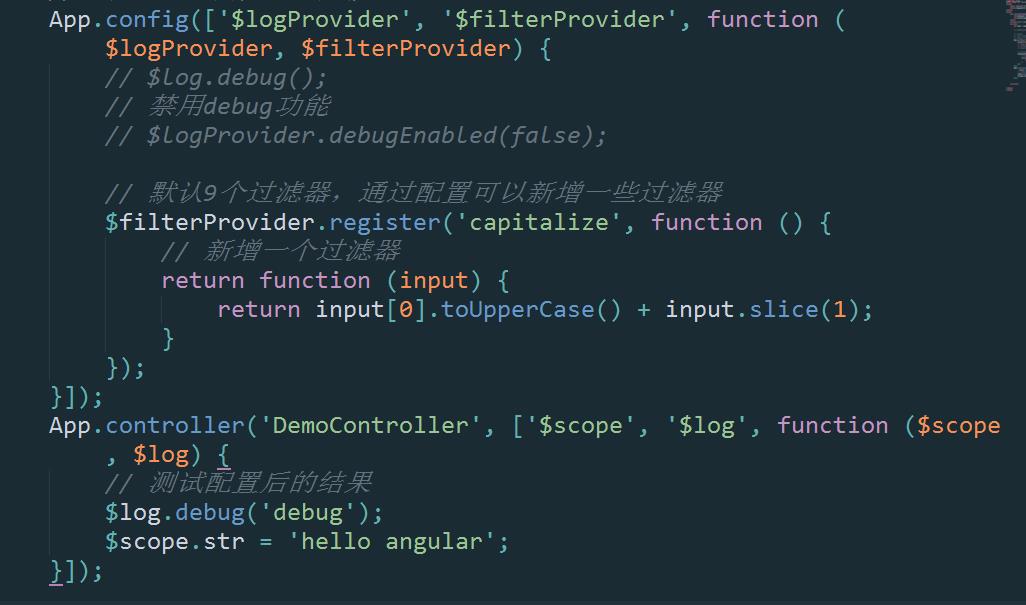 App.config(['$logProvider', '$filterProvider', function (
$logProvider, $filterProvider) {
// $log.debug();
// 禁用debug功能
// $logProvider.debugEnabled(false);
// 默认9个过滤器，通过配置可以新增一些过滤器
$filterProvider.register('capitalize', function () {
// 新增一个过滤器
return function (input) {
return input[0].toUpperCase() + input.slice(1);
}
});
}]);
App.controller('DemoController', ['$scope', '$log', function ($scope
, $log) {
// 测试配置后的结果
$log.debug('debug');
$scope.str = 'hello angular';
}]);